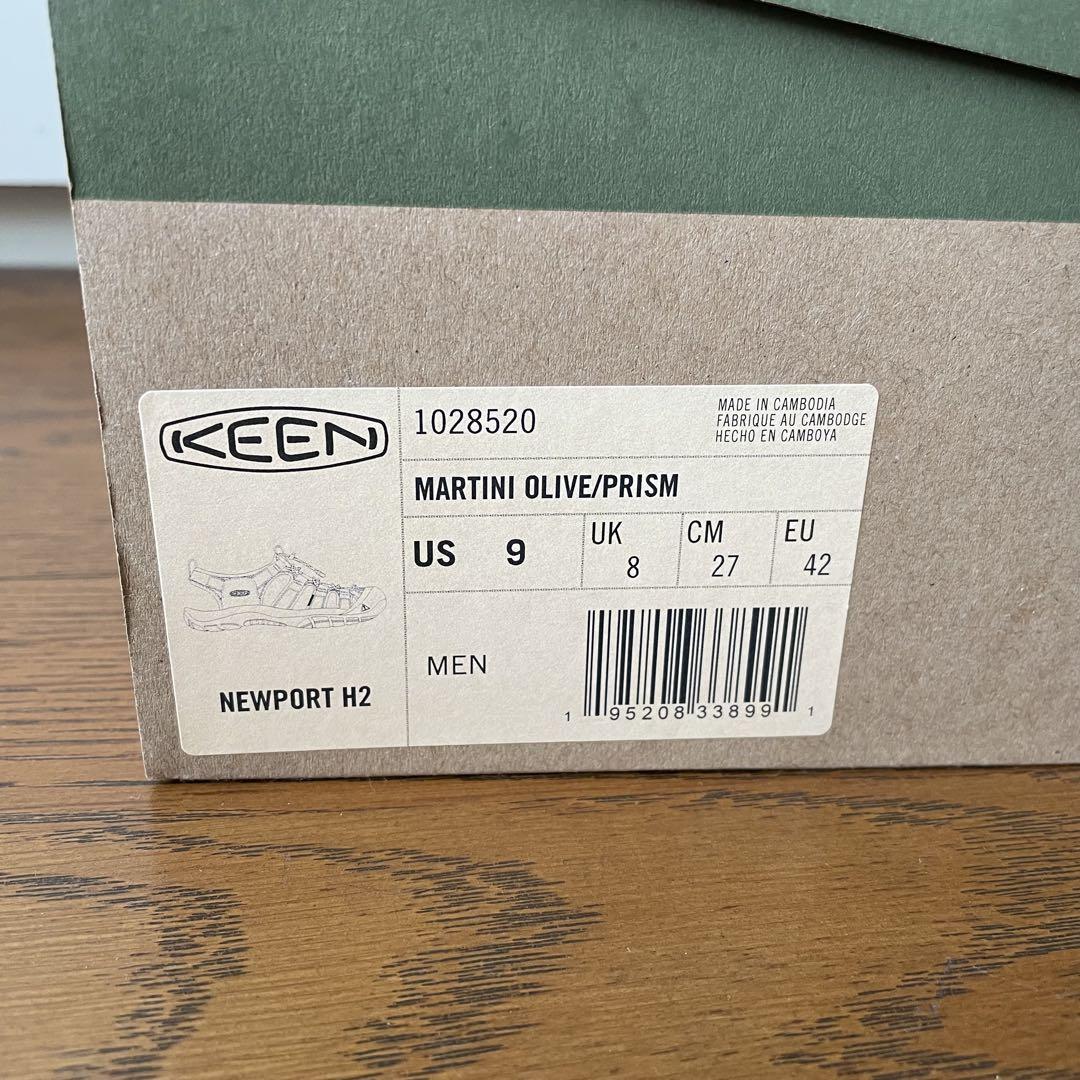 KEEN
1028520
MADE IN CAMBODIA
FABRIQUE AU CAMBODGE
HECHO EN CAMBOYA
MARTINI OLIVE/PRISM
US 9
UK 8
CM 27
EU 42
KEEN
NEWPORT H2
MEN
1 95208 33899 1